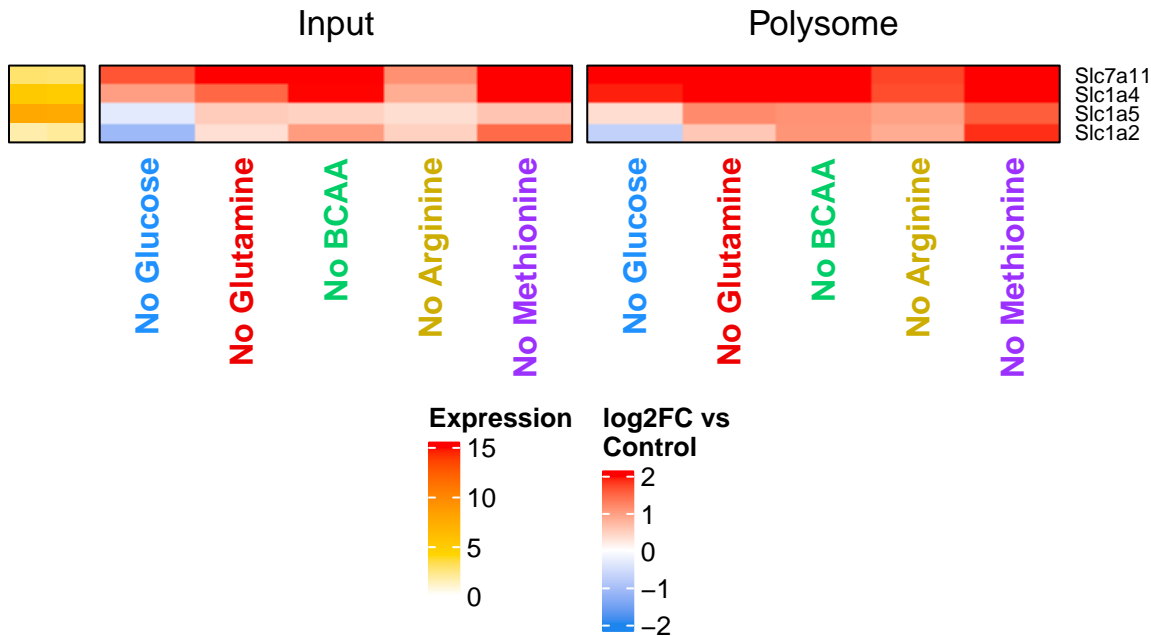 Input
Polysome
Slc7a11
Slc1a4
Slc1a5
Slc1a2
No Glucose
No Glutamine
No BCAA
No Arginine
No Methionine
No Glucose
No Glutamine
No BCAA
No Arginine
No Methionine
Expression
15
10
5
0
log2FC vs
Control
2
1
0
−1
−2